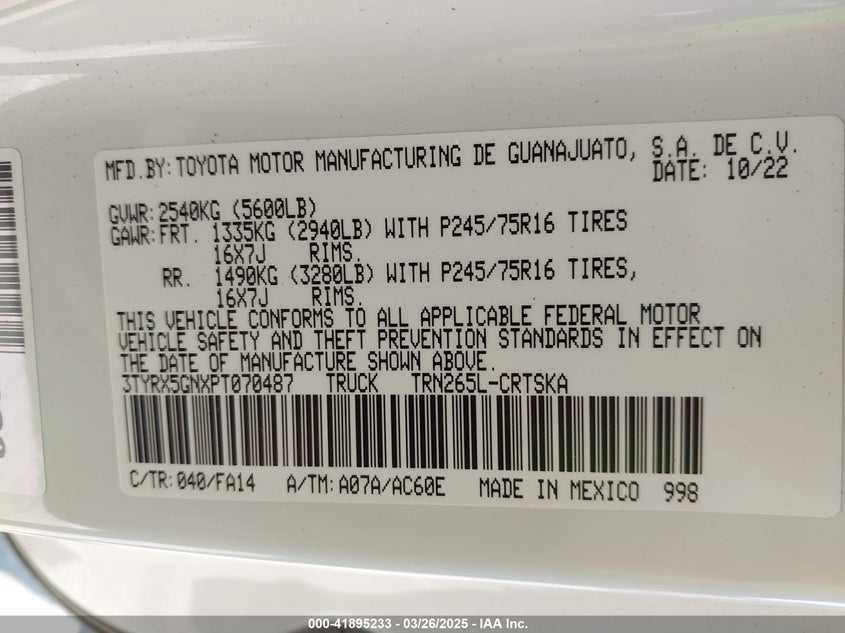 MFD.BY: TOYOTA MOTOR MANUFACTURING DE GUANAJUATO, S.A. DE C.V.
DATE: 10/22
GVWR: 2540KG (5600LB)
GAWR: FRT. 1335KG (2940LB) WITH P245/75R16 TIRES
16X7J RIMS.
RR. 1490KG (3280LB) WITH P245/75R16 TIRES,
16X7J RIMS.
THIS VEHICLE CONFORMS TO ALL APPLICABLE FEDERAL MOTOR
VEHICLE SAFETY AND THEFT PREVENTION STANDARDS IN EFFECT ON
THE DATE OF MANUFACTURE SHOWN ABOVE.
3TYRX5GNXPT070487 TRUCK TRN265L-CRTSKA
C/TR: 040/FA14 A/TM: A07A/AC60E MADE IN MEXICO 998
000-41895233 - 03/26/2025 - IAA Inc.